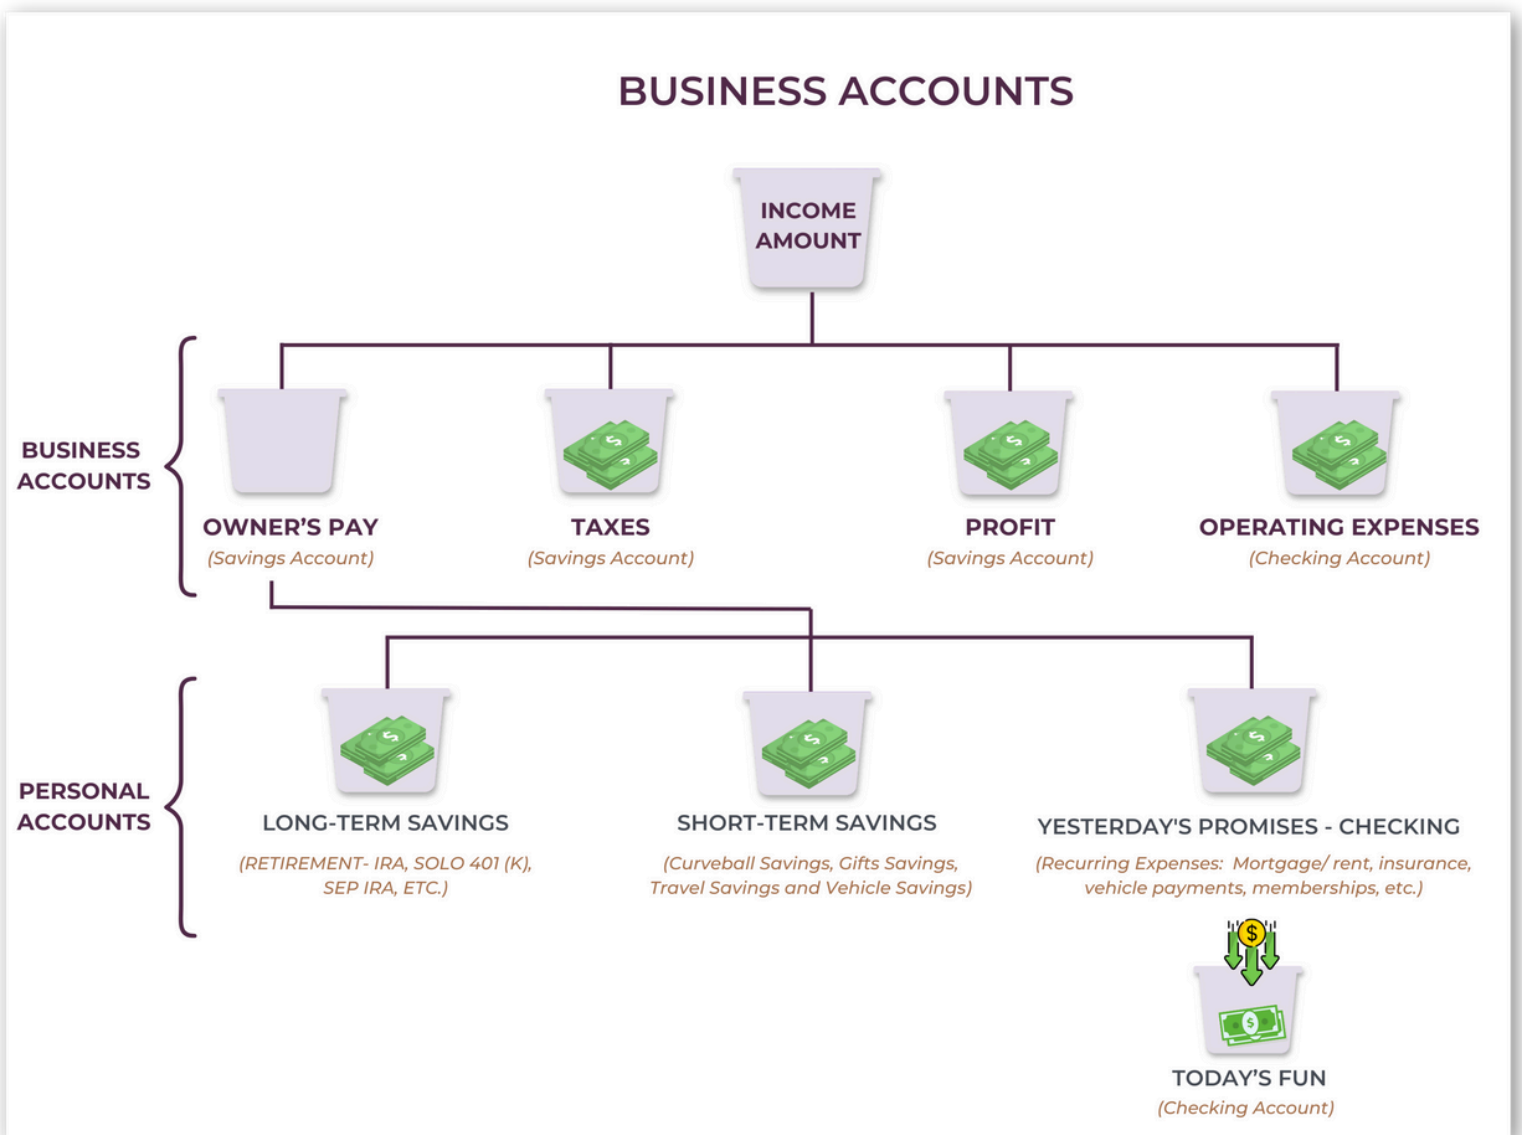 BUSINESS ACCOUNTS
INCOME
AMOUNT
BUSINESS
ACCOUNTS
OWNER’S PAY
(Savings Account)
TAXES
(Savings Account)
PROFIT
(Savings Account)
OPERATING EXPENSES
(Checking Account)
PERSONAL
ACCOUNTS
LONG-TERM SAVINGS
(RETIREMENT- IRA, SOLO 401 (K),
SEP IRA, ETC.)
SHORT-TERM SAVINGS
(Curveball Savings, Gifts Savings,
Travel Savings and Vehicle Savings)
YESTERDAY'S PROMISES - CHECKING
(Recurring Expenses:  Mortgage/ rent, insurance,
vehicle payments, memberships, etc.)
TODAY’S FUN
(Checking Account)